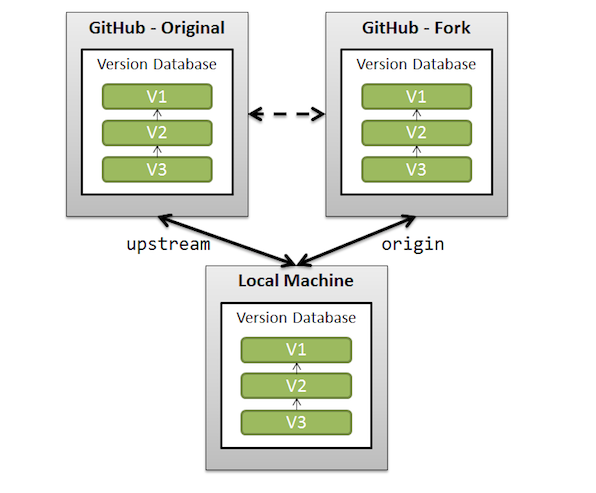 GitHub - Original
Version Database
V1
V2
V3
GitHub - Fork
Version Database
V1
V2
V3
upstream
origin
Local Machine
Version Database
V1
V2
V3